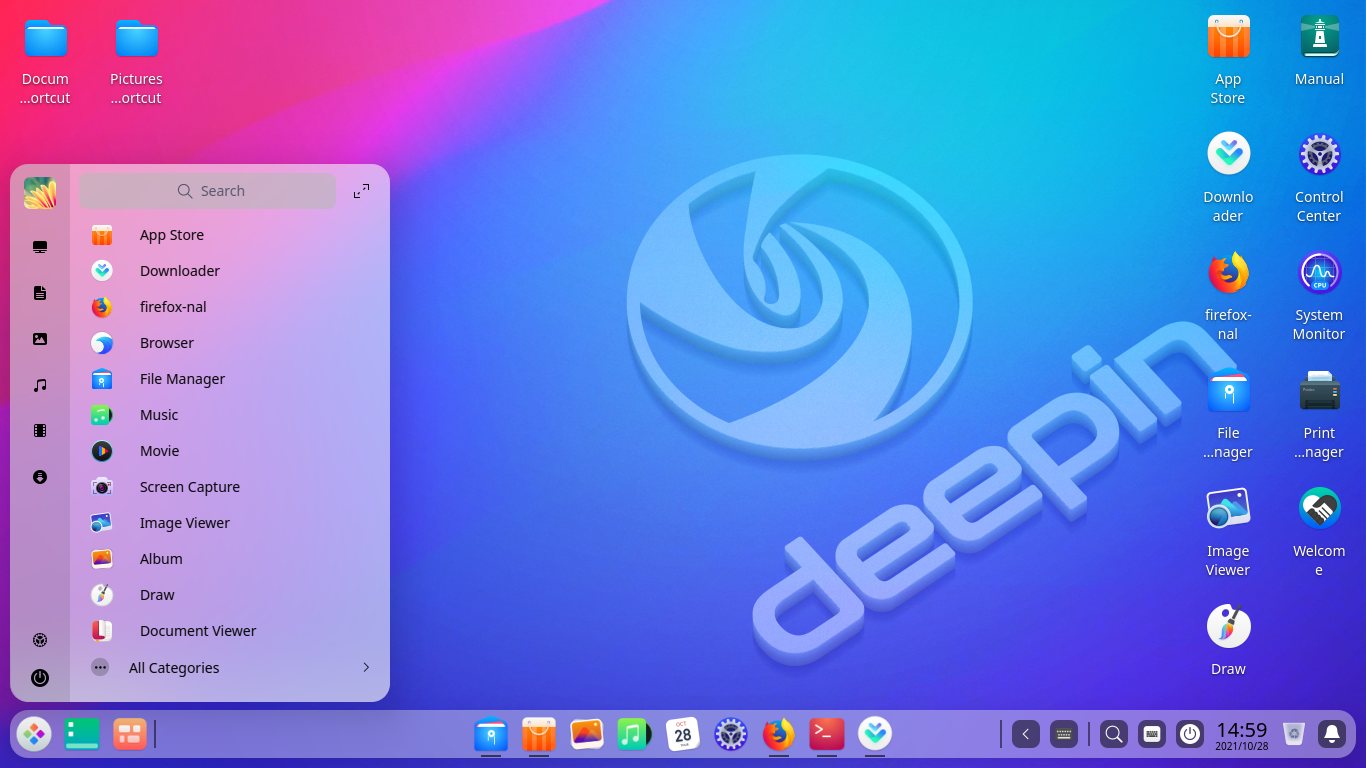 Docum
...ortcut
Pictures
...ortcut
App
Store
Manual
Downlo
ader
Control
Center
firefox-
nal
CPU
System
Monitor
File
...nager
Print
...nager
Image
Viewer
Welcom
e
Draw
Search
App Store
Downloader
firefox-nal
Browser
File Manager
Music
Movie
Screen Capture
Image Viewer
Album
Draw
Document Viewer
All Categories
deepin
OCT
28
14:59
2021/10/28